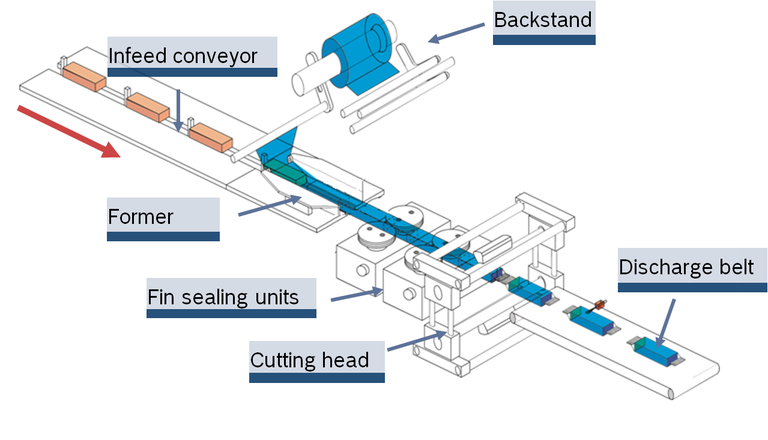 Backstand
Infeed conveyor
Former
Discharge belt
Fin sealing units
Cutting head